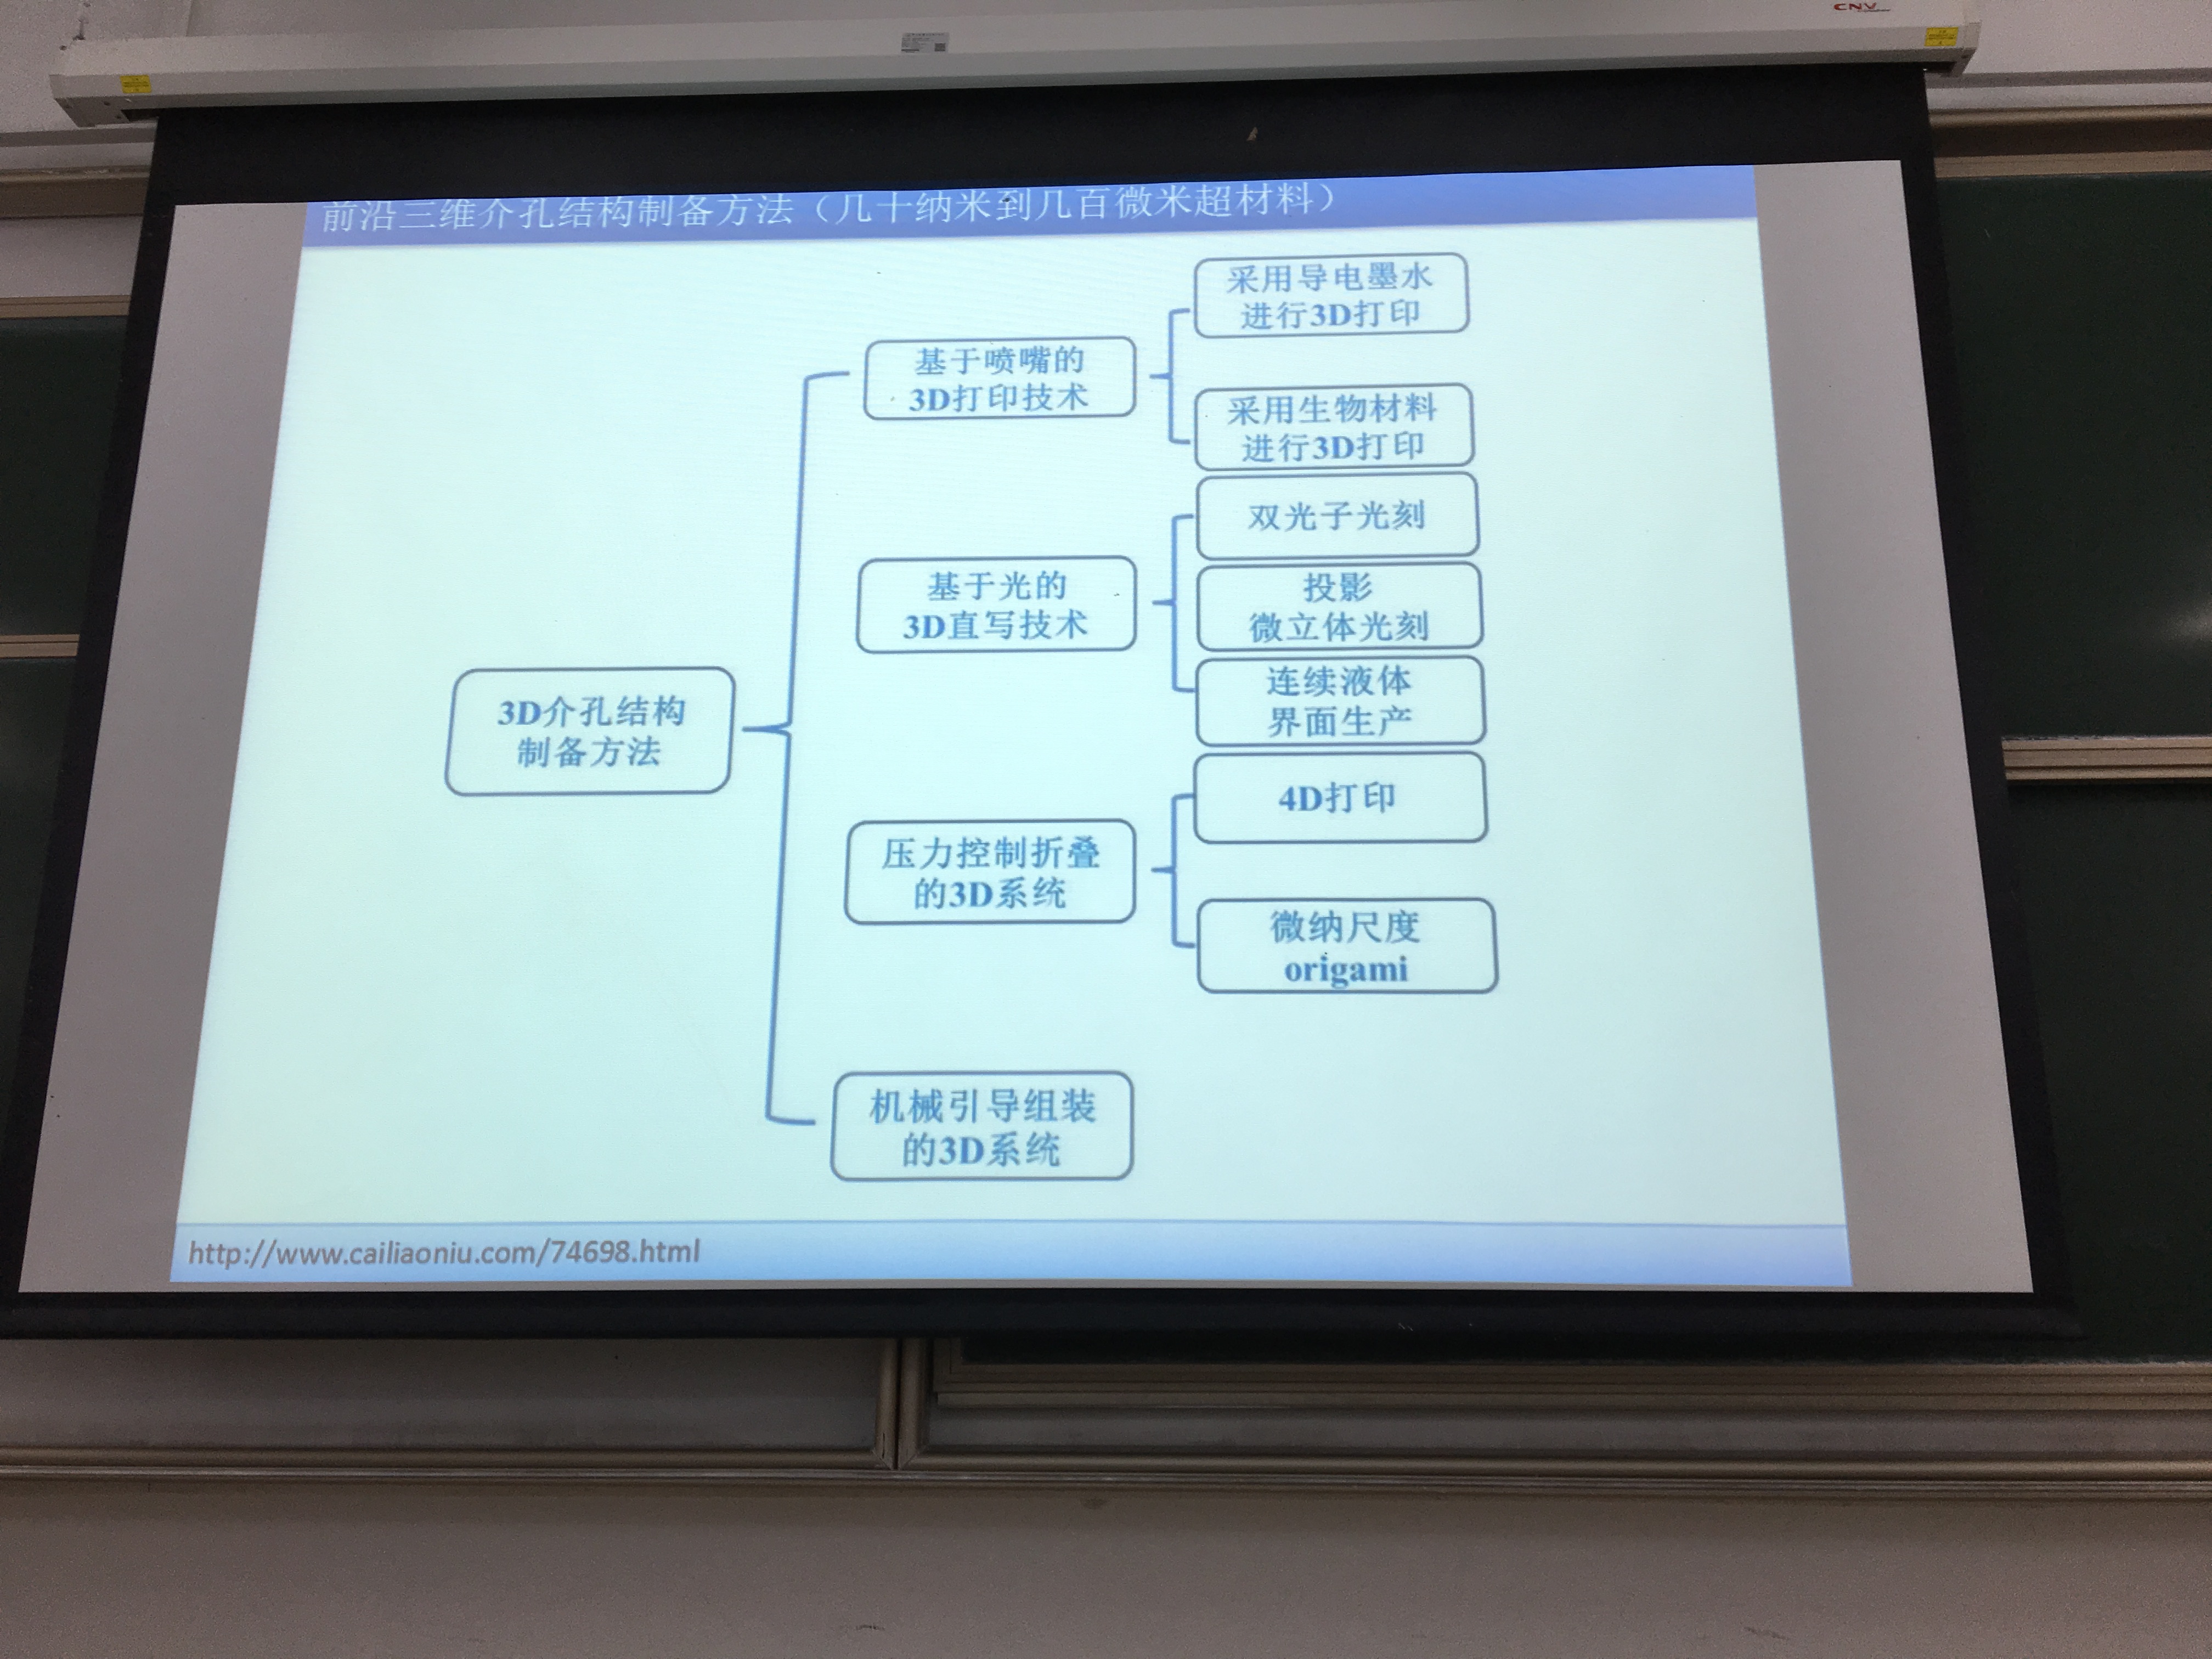 CNV
前沿三维介孔结构制备方法（几十纳米到几百微米超材料）
采用导电墨水
进行3D打印
基于喷嘴的
3D打印技术
采用生物材料
进行3D打印
双光子光刻
基于光的
3D直写技术
投影
微立体光刻
连续液体
界面生产
3D介孔结构
制备方法
4D打印
压力控制折叠
的3D系统
微纳尺度
origami
机械引导组装
的3D系统
http://www.cailiaoniu.com/74698.html